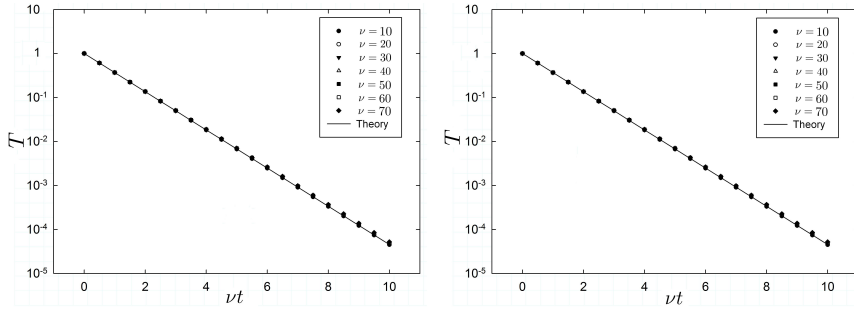 10
1
10⁻¹
10⁻²
10⁻³
10⁻⁴
10⁻⁵
T
0 2 4 6 8 10
νt
ν = 10
ν = 20
ν = 30
ν = 40
ν = 50
ν = 60
ν = 70
Theory
10
1
10⁻¹
10⁻²
10⁻³
10⁻⁴
10⁻⁵
T
0 2 4 6 8 10
νt
ν = 10
ν = 20
ν = 30
ν = 40
ν = 50
ν = 60
ν = 70
Theory